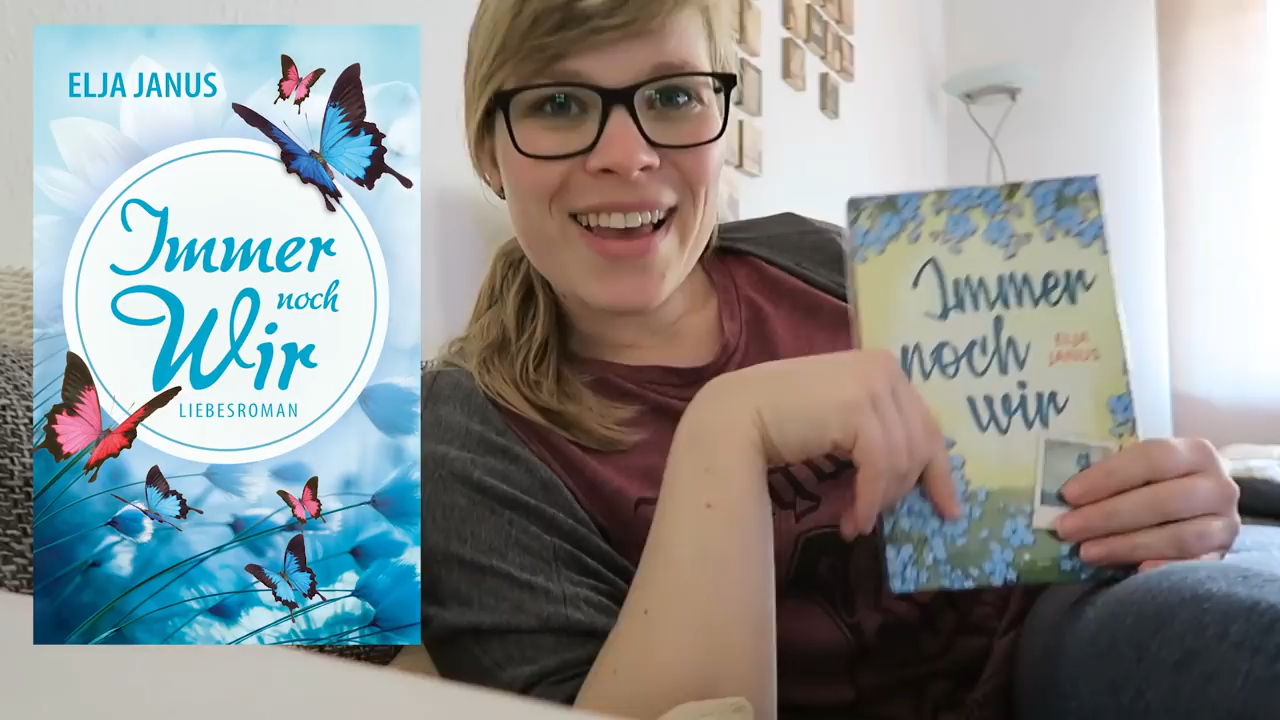 ELJA JANUS
Immer
noch
Wir
LIEBESROMAN
Immer
noch
ELJA
JANUS
wir